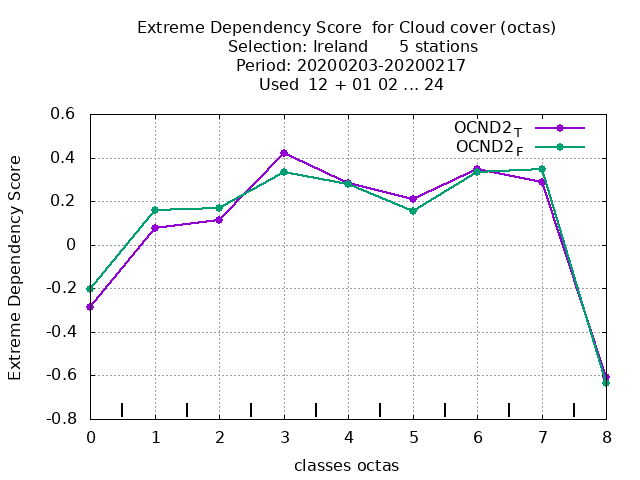 Extreme Dependency Score  for Cloud cover (octas)
Selection: Ireland      5 stations
Period: 20200203-20200217
Used  12 + 01 02 ... 24
OCND2T
OCND2F
Extreme Dependency Score
0.6
0.4
0.2
0
-0.2
-0.4
-0.6
-0.8
0 1 2 3 4 5 6 7 8
classes octas